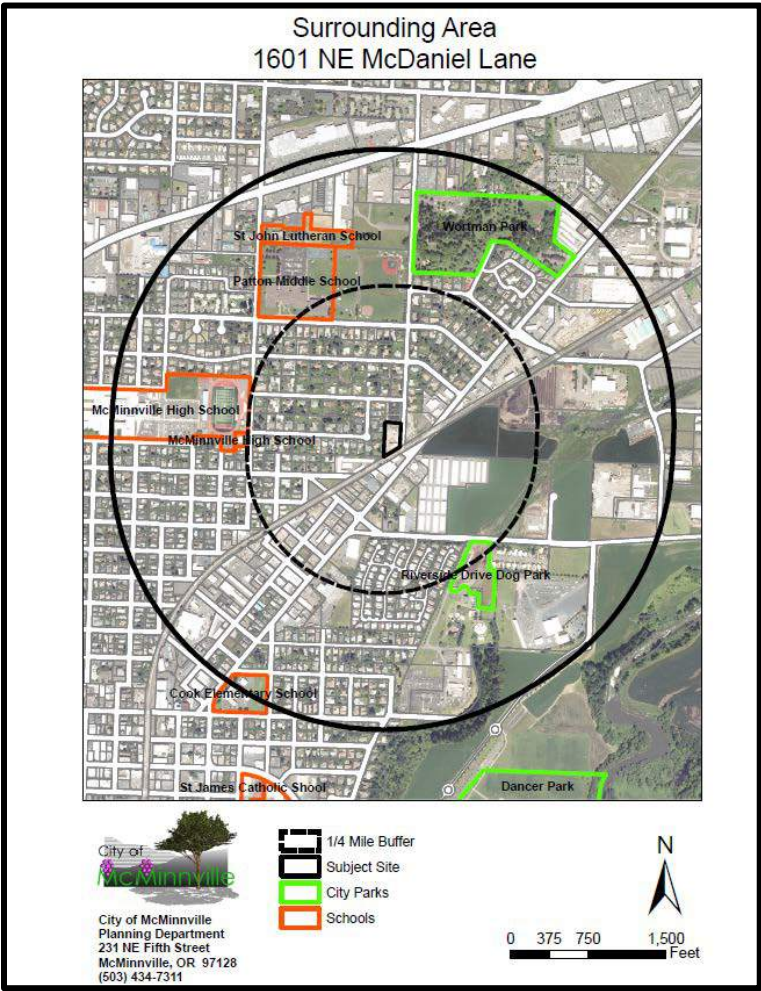 Surrounding Area
1601 NE McDaniel Lane
St John Lutheran School
Wortman Park
Patton Middle School
McMinnville High School
McMinnville High School
Riverside Drive Dog Park
Cook Elementary School
St James Catholic Shool
Dancer Park
City of
McMinnville
City of McMinnville
Planning Department
231 NE Fifth Street
McMinnville, OR 97128
(503) 434-7311
1/4 Mile Buffer
Subject Site
City Parks
Schools
N
0 375 750 1,500
Feet